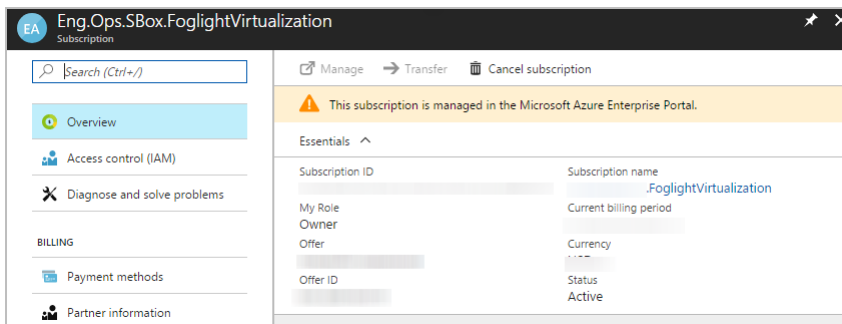 EA
Eng.Ops.SBox.FoglightVirtualization
Subscription
Search (Ctrl+/)
Overview
Access control (IAM)
Diagnose and solve problems
BILLING
Payment methods
Partner information
Manage Transfer Cancel subscription
This subscription is managed in the Microsoft Azure Enterprise Portal.
Essentials
Subscription ID
Subscription name
.FoglightVirtualization
My Role
Owner
Current billing period
Offer
Currency
Offer ID
Status
Active